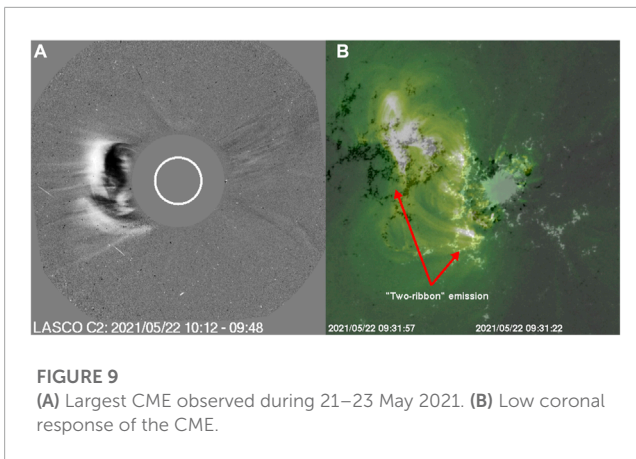 A
B
LASCO C2: 2021/05/22 10:12 - 09:48
"Two-ribbon" emission
2021/05/22 09:31:57
2021/05/22 09:31:22
FIGURE 9
(A) Largest CME observed during 21–23 May 2021. (B) Low coronal
response of the CME.